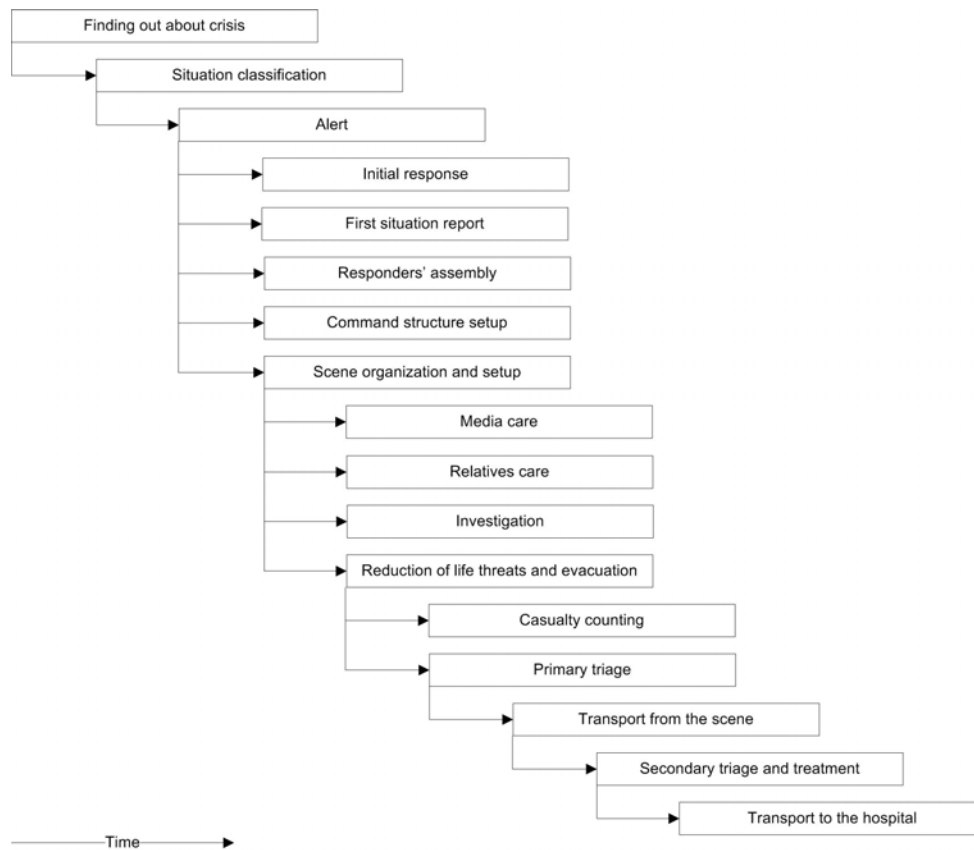 Finding out about crisis
Situation classification
Alert
Initial response
First situation report
Responders’ assembly
Command structure setup
Scene organization and setup
Media care
Relatives care
Investigation
Reduction of life threats and evacuation
Casualty counting
Primary triage
Transport from the scene
Secondary triage and treatment
Transport to the hospital
Time